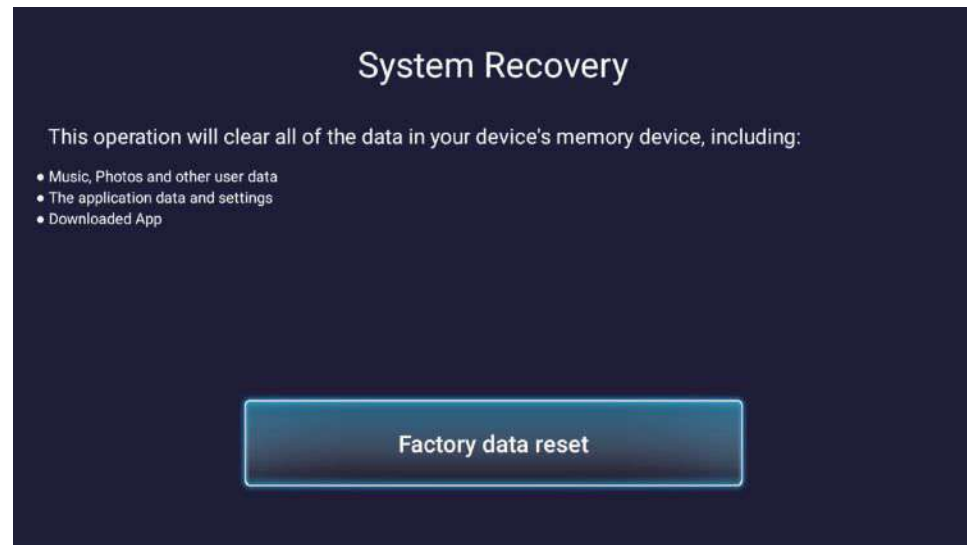 System Recovery
This operation will clear all of the data in your device's memory device, including:
● Music, Photos and other user data
● The application data and settings
● Downloaded App
Factory data reset